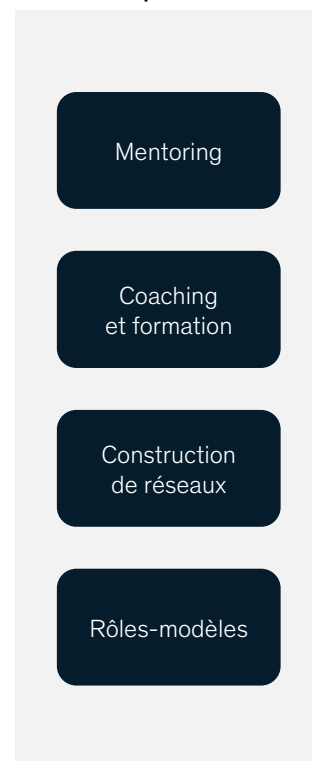 Mentoring
Coaching
et formation
Construction
de réseaux
Rôles-modèles